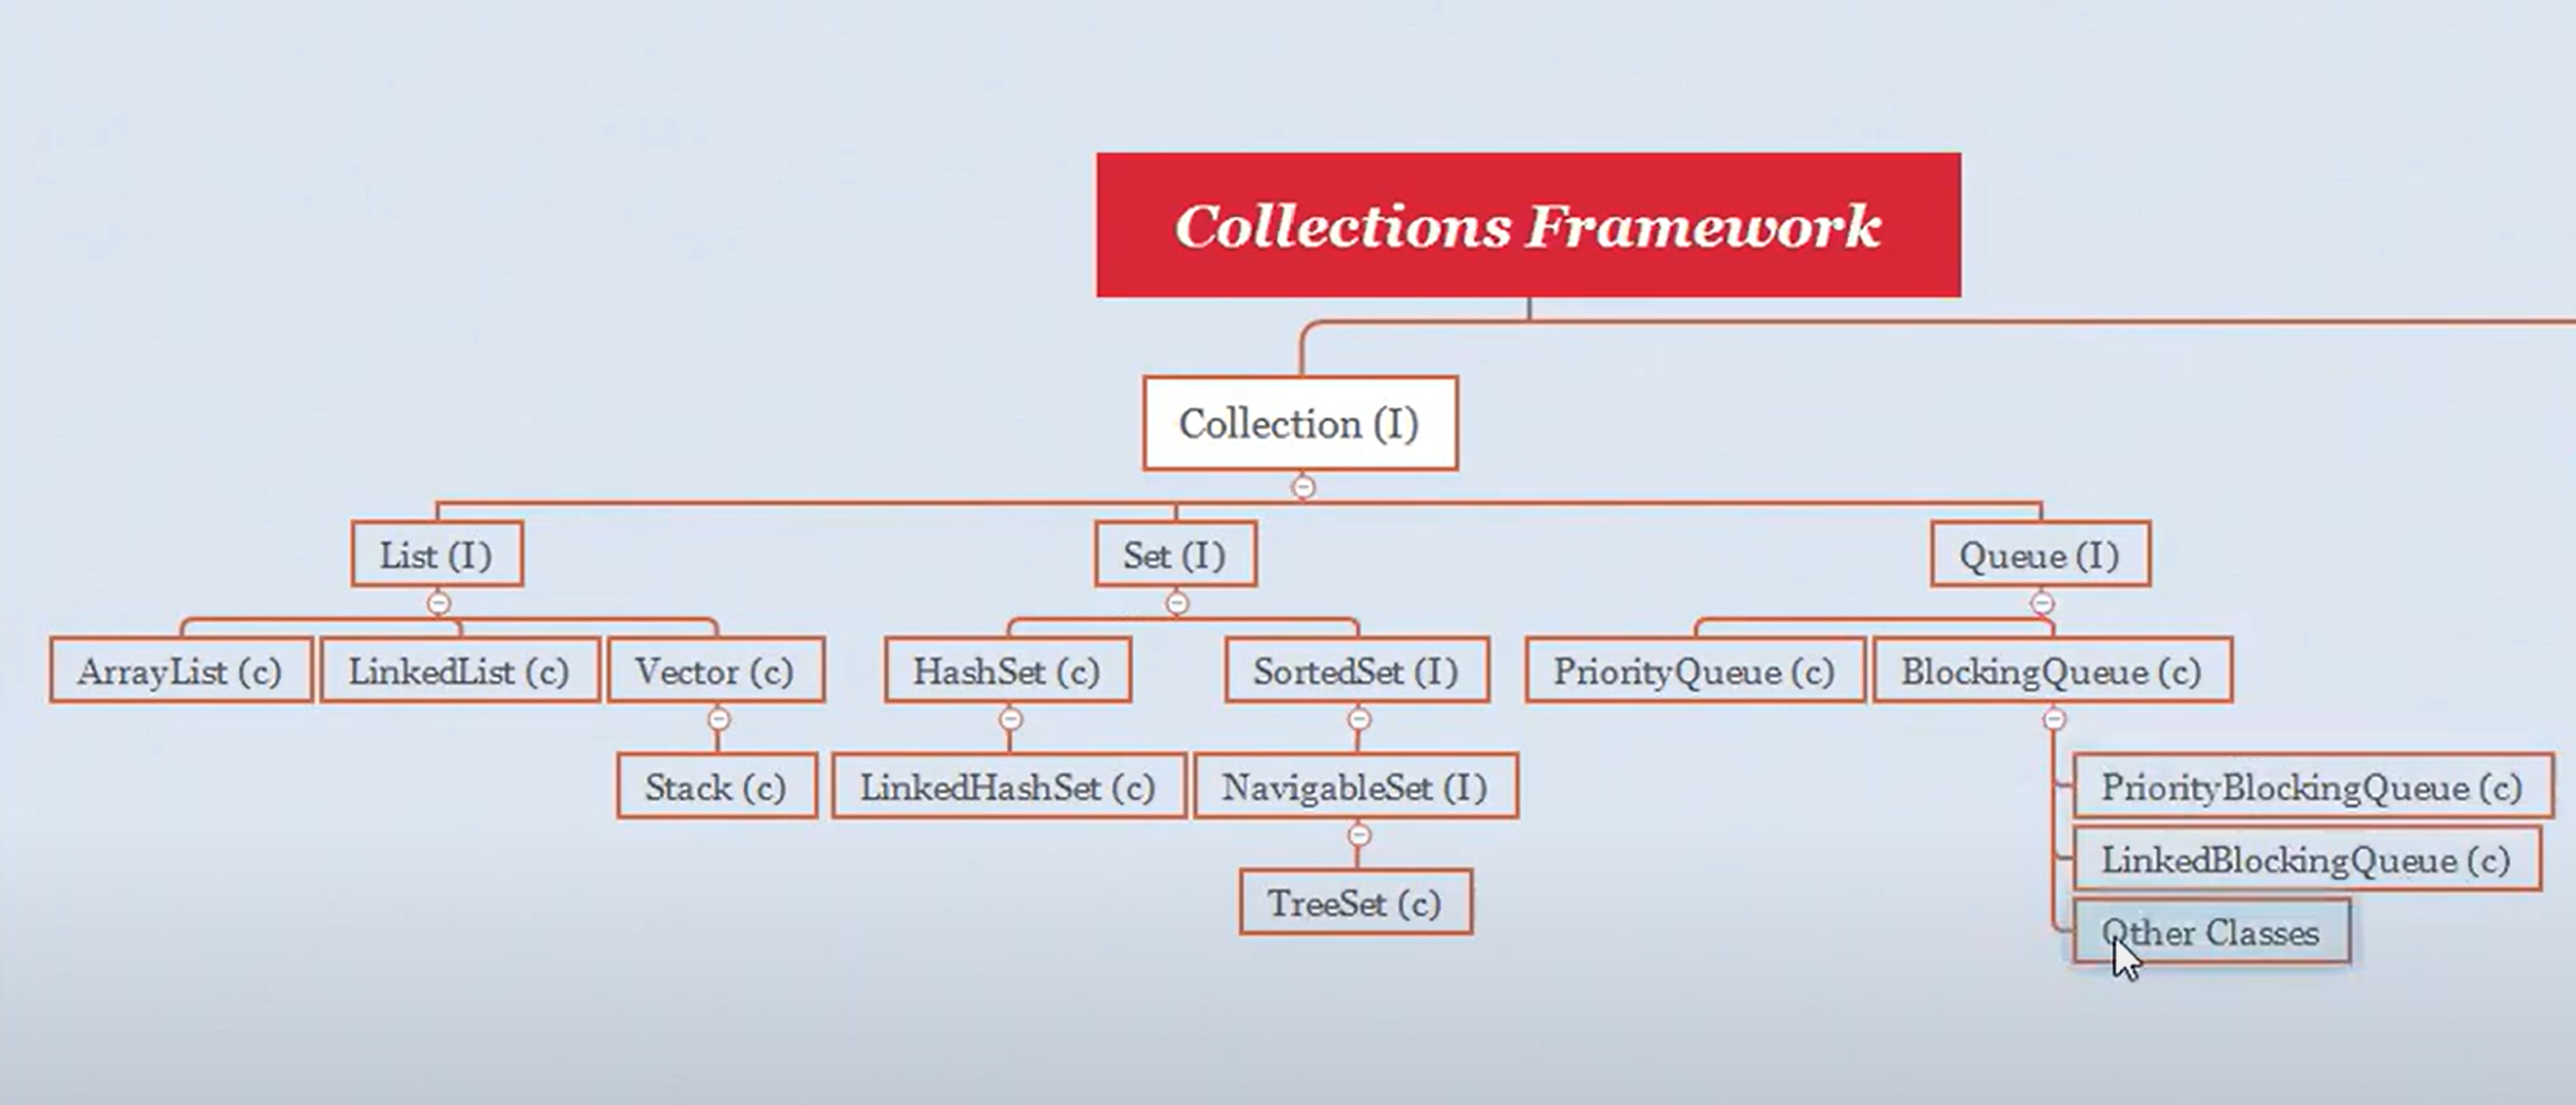 Collections Framework
Collection (I)
List (I)
Set (I)
Queue (I)
ArrayList (c)
LinkedList (c)
Vector (c)
HashSet (c)
SortedSet (I)
PriorityQueue (c)
BlockingQueue (c)
Stack (c)
LinkedHashSet (c)
NavigableSet (I)
PriorityBlockingQueue (c)
LinkedBlockingQueue (c)
TreeSet (c)
Other Classes